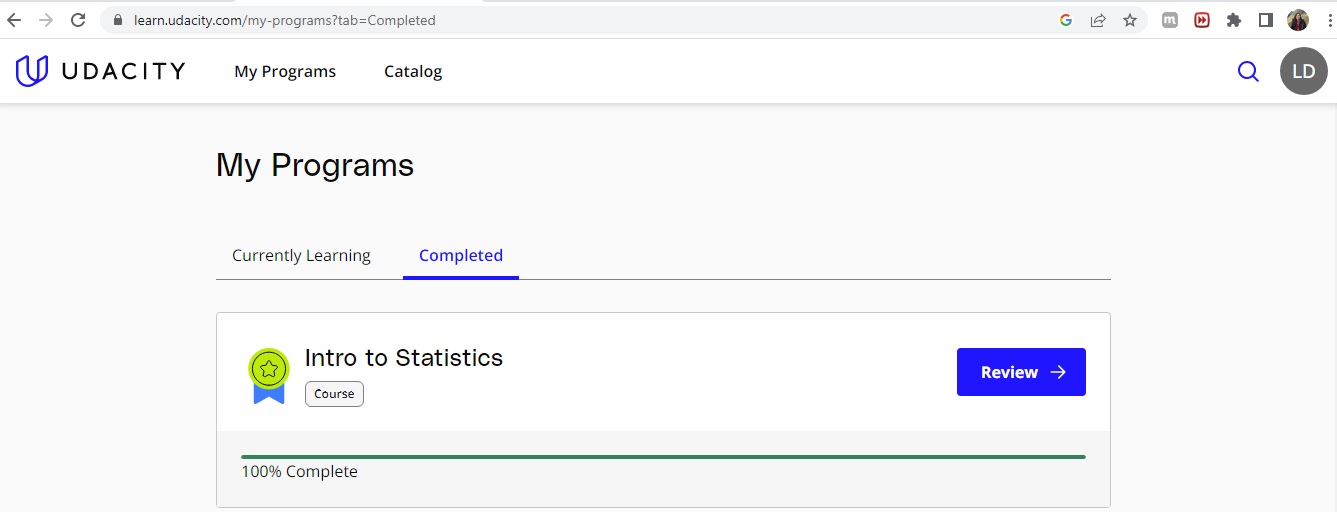 learn.udacity.com/my-programs?tab=Completed
UDACITY My Programs Catalog LD
My Programs
Currently Learning Completed
Intro to Statistics
Course
Review
100% Complete